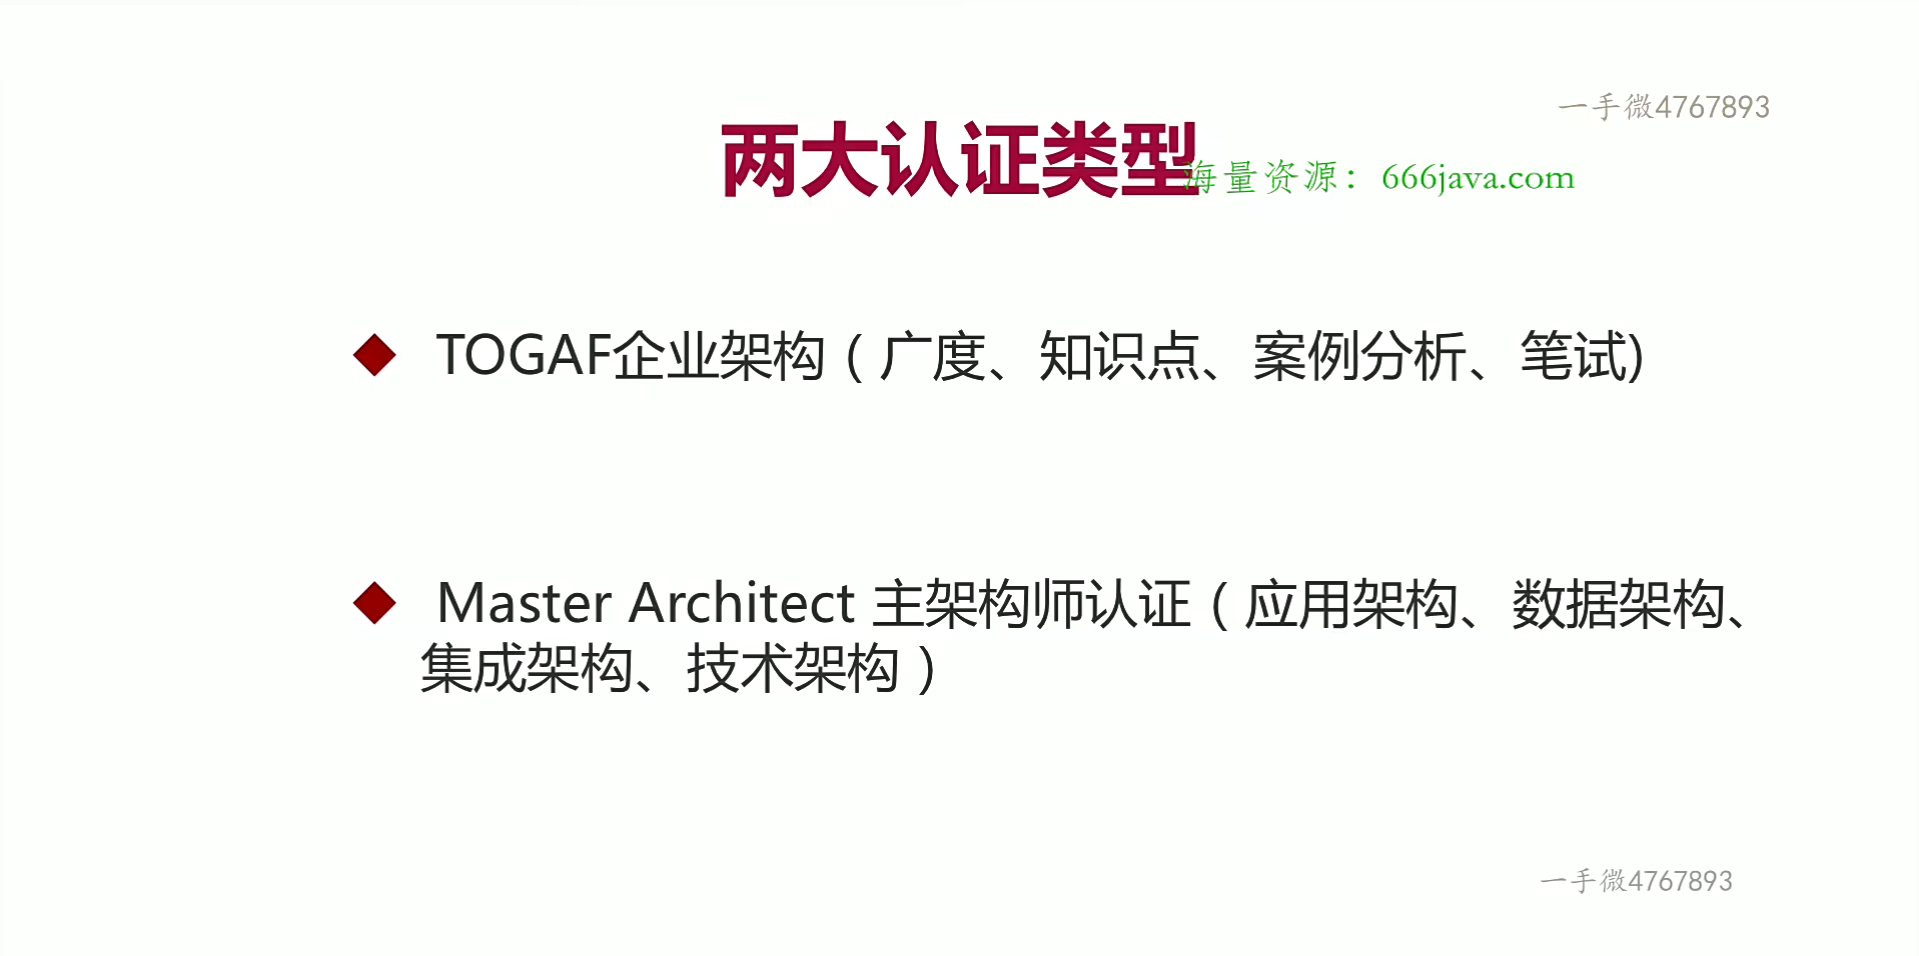 一手微4767893
两大认证类型
海量资源：666java.com
TOGAF企业架构（广度、知识点、案例分析、笔试)
Master Architect 主架构师认证（应用架构、数据架构、
集成架构、技术架构）
一手微4767893